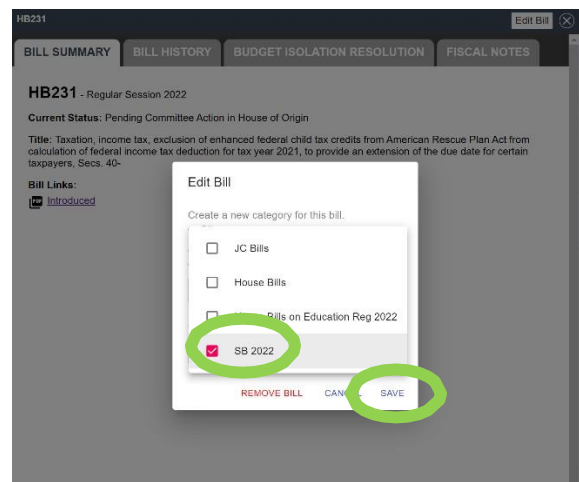 HB231
Edit Bill
BILL SUMMARY BILL HISTORY BUDGET ISOLATION RESOLUTION FISCAL NOTES
HB231 - Regular Session 2022
Current Status: Pending Committee Action in House of Origin
Title: Taxation, income tax, exclusion of enhanced federal child tax credits from American Rescue Plan Act from
calculation of federal income tax deduction for tax year 2021, to provide an extension of the due date for certain
taxpayers, Secs. 40-
Bill Links:
PDF Introduced
Edit Bill
Create a new category for this bill.
JC Bills
House Bills
Bills on Education Reg 2022
SB 2022
REMOVE BILL SAVE